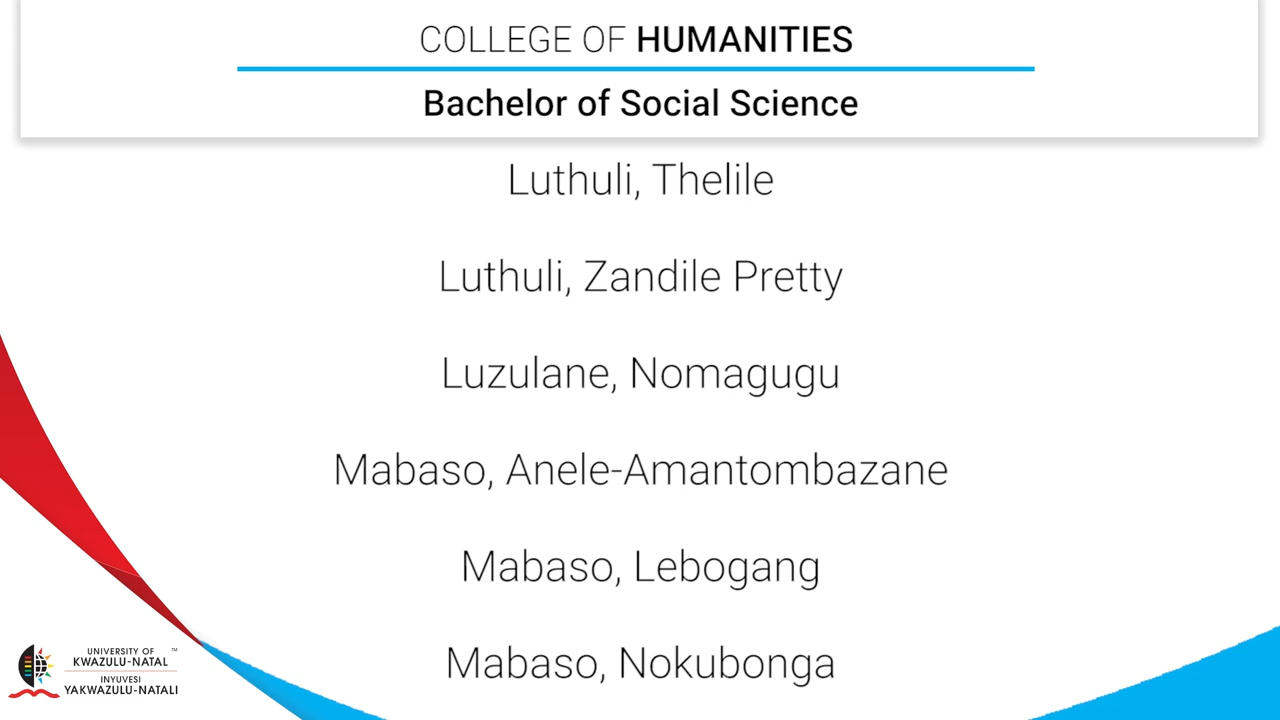 COLLEGE OF HUMANITIES
Bachelor of Social Science
Luthuli, Thelile
Luthuli, Zandile Pretty
Luzulane, Nomagugu
Mabaso, Anele-Amantombazane
Mabaso, Lebogang
Mabaso, Nokubonga
UNIVERSITY OF ™
KWAZULU-NATAL
INYUVESI
YAKWAZULU-NATALI